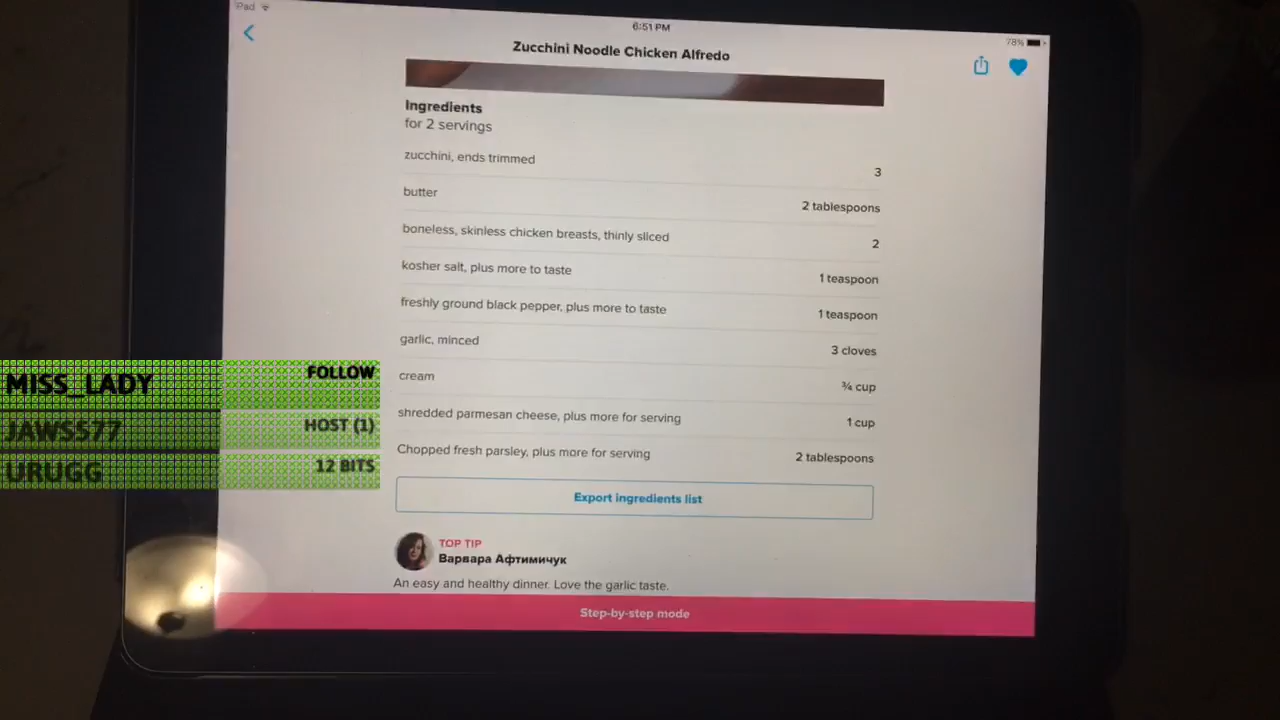 iPad
6:51 PM
78%
Zucchini Noodle Chicken Alfredo
Ingredients
for 2 servings
zucchini, ends trimmed 3
butter 2 tablespoons
boneless, skinless chicken breasts, thinly sliced 2
kosher salt, plus more to taste 1 teaspoon
freshly ground black pepper, plus more to taste 1 teaspoon
garlic, minced 3 cloves
cream ¾ cup
shredded parmesan cheese, plus more for serving 1 cup
Chopped fresh parsley, plus more for serving 2 tablespoons
Export ingredients list
TOP TIP
Варвара Афтимичук
An easy and healthy dinner. Love the garlic taste.
Step-by-step mode
MISS_LADY FOLLOW
JAWS577 HOST (1)
URUGG 12 BITS